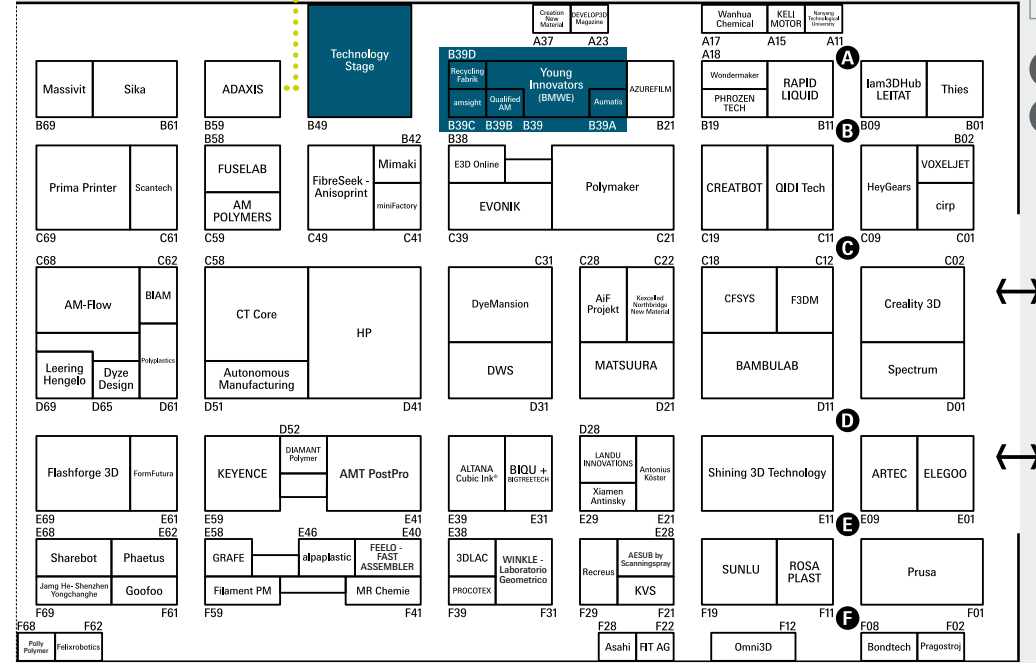 Creation
New
Material
DEVELOP3D
Magazine
Wanhua
Chemical
KELI
MOTOR
Nanyang
Technological
University
A37
A23
A17
A15
A11
Technology
Stage
B39D
A18
A
Massivit
Sika
ADAXIS
Recycling
Fabrik
Young
Innovators
(BMWE)
amsight
Qualified
AM
Aumatis
AZUREFILM
Wondermaker
PHROZEN
TECH
RAPID
LIQUID
Iam3DHub
LEITAT
Thies
B69
B61
B59
B49
B39C
B39B
B39
B39A
B21
B19
B11
B09
B01
B
B58
B42
B38
B02
Prima Printer
Scantech
FUSELAB
AM
POLYMERS
FibreSeek -
Anisoprint
Mimaki
miniFactory
E3D Online
EVONIK
Polymaker
CREATBOT
QIDI Tech
HeyGears
VOXELJET
cirp
C69
C61
C59
C49
C41
C39
C21
C19
C11
C09
C01
C
C68
C62
C58
C31
C28
C22
C18
C12
C02
AM-Flow
BIAM
CT Core
HP
DyeMansion
AiF
Projekt
Kexcelled
Northbridge
New Material
CFSYS
F3DM
Creality 3D
Leering
Hengelo
Dyze
Design
Polyplastics
Autonomous
Manufacturing
DWS
MATSUURA
BAMBULAB
Spectrum
D69
D65
D61
D51
D41
D31
D21
D11
D01
D
D52
D28
Flashforge 3D
FormFutura
KEYENCE
DIAMANT
Polymer
AMT PostPro
ALTANA
Cubic Ink®
BIQU +
BIGTREETECH
LANDU
INNOVATIONS
Xiamen
Antinsky
Antonius
Köster
Shining 3D Technology
ARTEC
ELEGOO
E69
E61
E59
E41
E39
E31
E29
E21
E11
E09
E01
E
E68
E62
E58
E46
E40
E38
E28
Sharebot
Phaetus
GRAFE
alpaplastic
FEELO -
FAST
ASSEMBLER
3DLAC
WINKLE -
Laboratorio
Geometrico
Recreus
AESUB by
Scanningspray
SUNLU
ROSA
PLAST
Prusa
Jamg He- Shenzhen
Yongchanghe
Goofoo
Filament PM
MR Chemie
PROCOTEX
KVS
F69
F61
F59
F41
F39
F31
F29
F21
F19
F11
F01
F
F68
F62
F28
F22
F12
F08
F02
Polly
Polymer
Felixrobotics
Asahi
FIT AG
Omni3D
Bondtech
Pragostroj